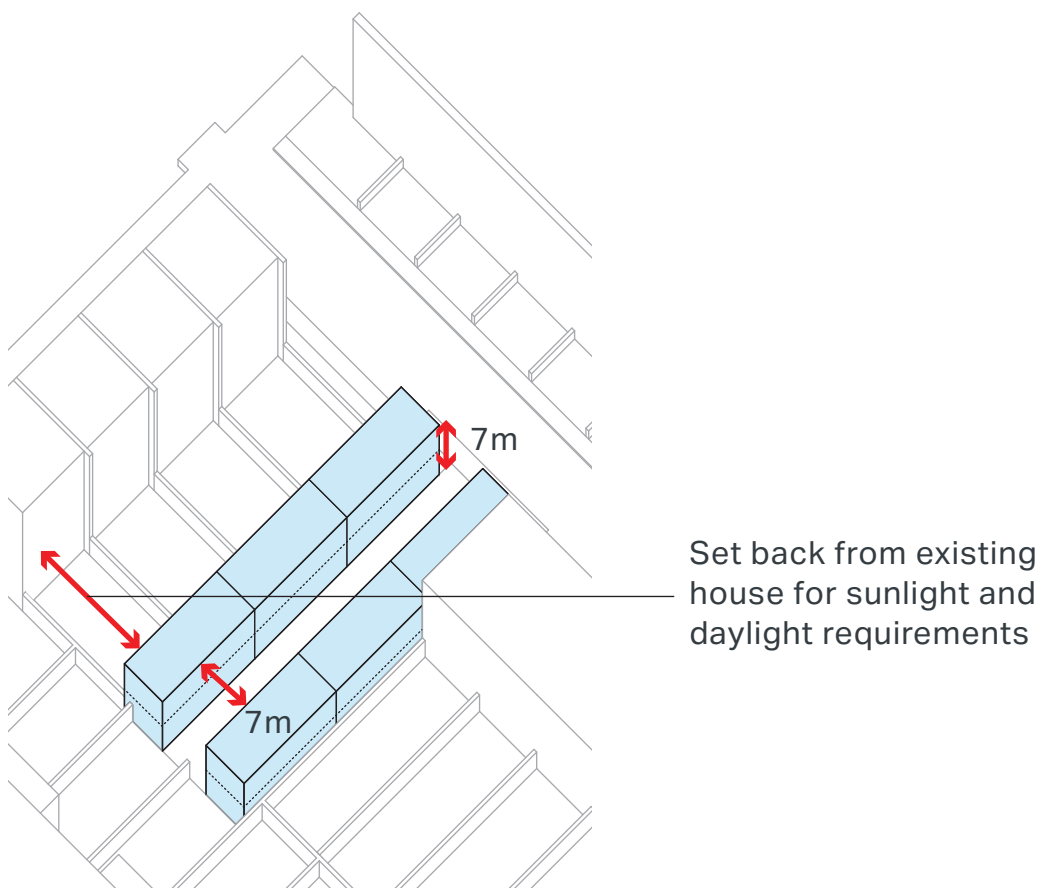 7m
Set back from existing
house for sunlight and
daylight requirements
7m